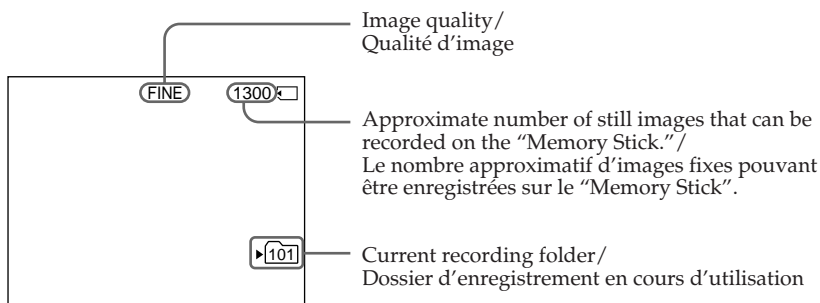 Image quality/
Qualité d'image
FINE
1300
Approximate number of still images that can be
recorded on the “Memory Stick.”/
Le nombre approximatif d'images fixes pouvant
être enregistrées sur le “Memory Stick”.
101
Current recording folder/
Dossier d'enregistrement en cours d'utilisation